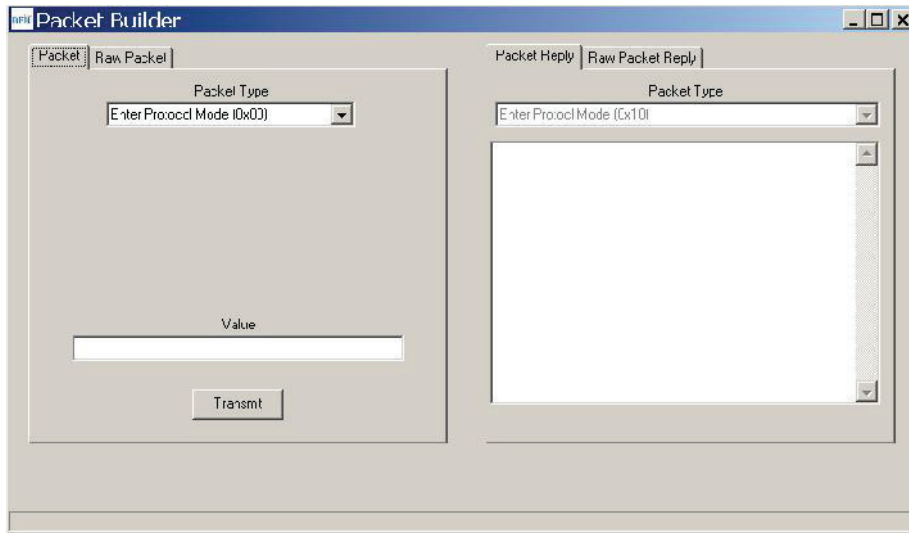 Packet Builder
Packet
Raw Packet
Packet Type
Enter Protocol Mode (0x00)
Value
Transmit
Packet Reply
Raw Packet Reply
Packet Type
Enter Protocol Mode (0x10)